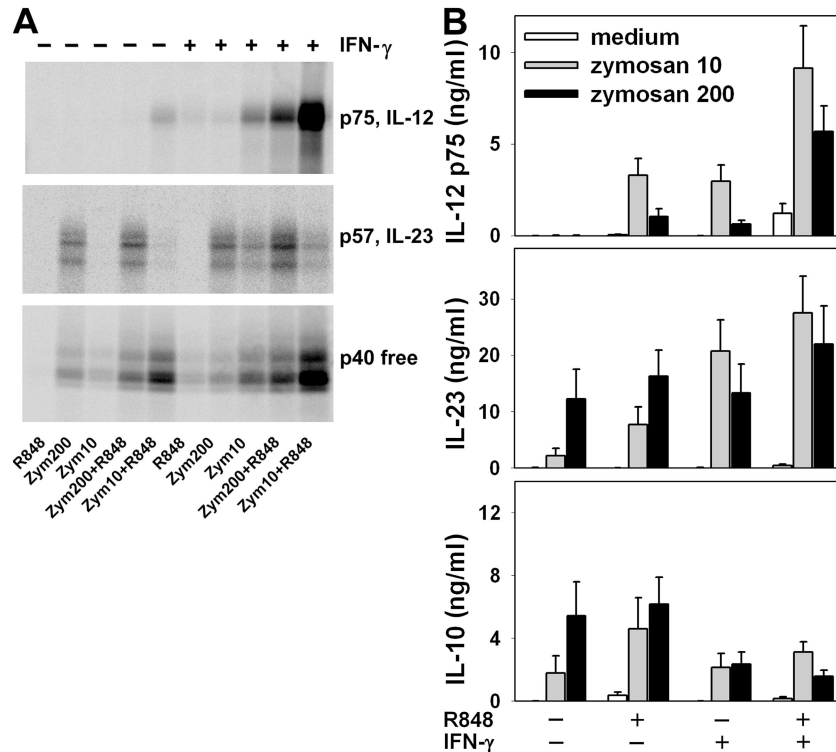 A
− − − − − + + + + + IFN-γ
p75, IL-12
p57, IL-23
p40 free
R848
Zym200
Zym10
Zym200+R848
Zym10+R848
R848
Zym200
Zym10
Zym200+R848
Zym10+R848
B
medium
zymosan 10
zymosan 200
IL-12 p75 (ng/ml)
10
5
0
IL-23 (ng/ml)
30
20
10
0
IL-10 (ng/ml)
12
8
4
0
R848 − + − +
IFN-γ − − + +